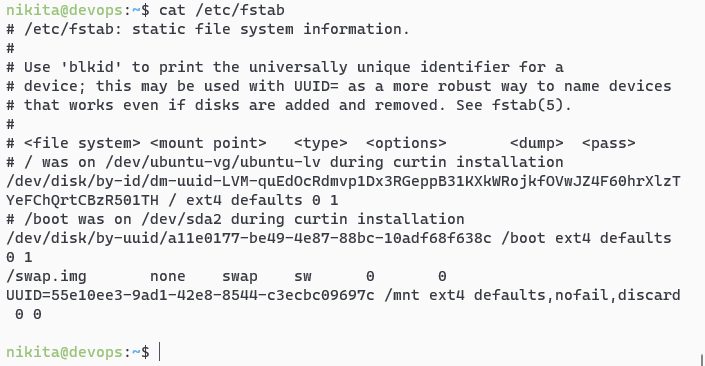 nikita@devops:~$ cat /etc/fstab
# /etc/fstab: static file system information.
#
# Use 'blkid' to print the universally unique identifier for a
# device; this may be used with UUID= as a more robust way to name devices
# that works even if disks are added and removed. See fstab(5).
#
# <file system> <mount point>   <type>  <options>       <dump>  <pass>
# / was on /dev/ubuntu-vg/ubuntu-lv during curtin installation
/dev/disk/by-id/dm-uuid-LVM-quEdOcRdmvp1Dx3RGeppB31KXkWRojkfOVwJZ4F60hrXlzT
YeFChQrtCBzR501TH / ext4 defaults 0 1
# /boot was on /dev/sda2 during curtin installation
/dev/disk/by-uuid/a11e0177-be49-4e87-88bc-10adf68f638c /boot ext4 defaults
0 1
/swap.img       none    swap    sw      0       0
UUID=55e10ee3-9ad1-42e8-8544-c3ecbc09697c /mnt ext4 defaults,nofail,discard
 0 0
nikita@devops:~$